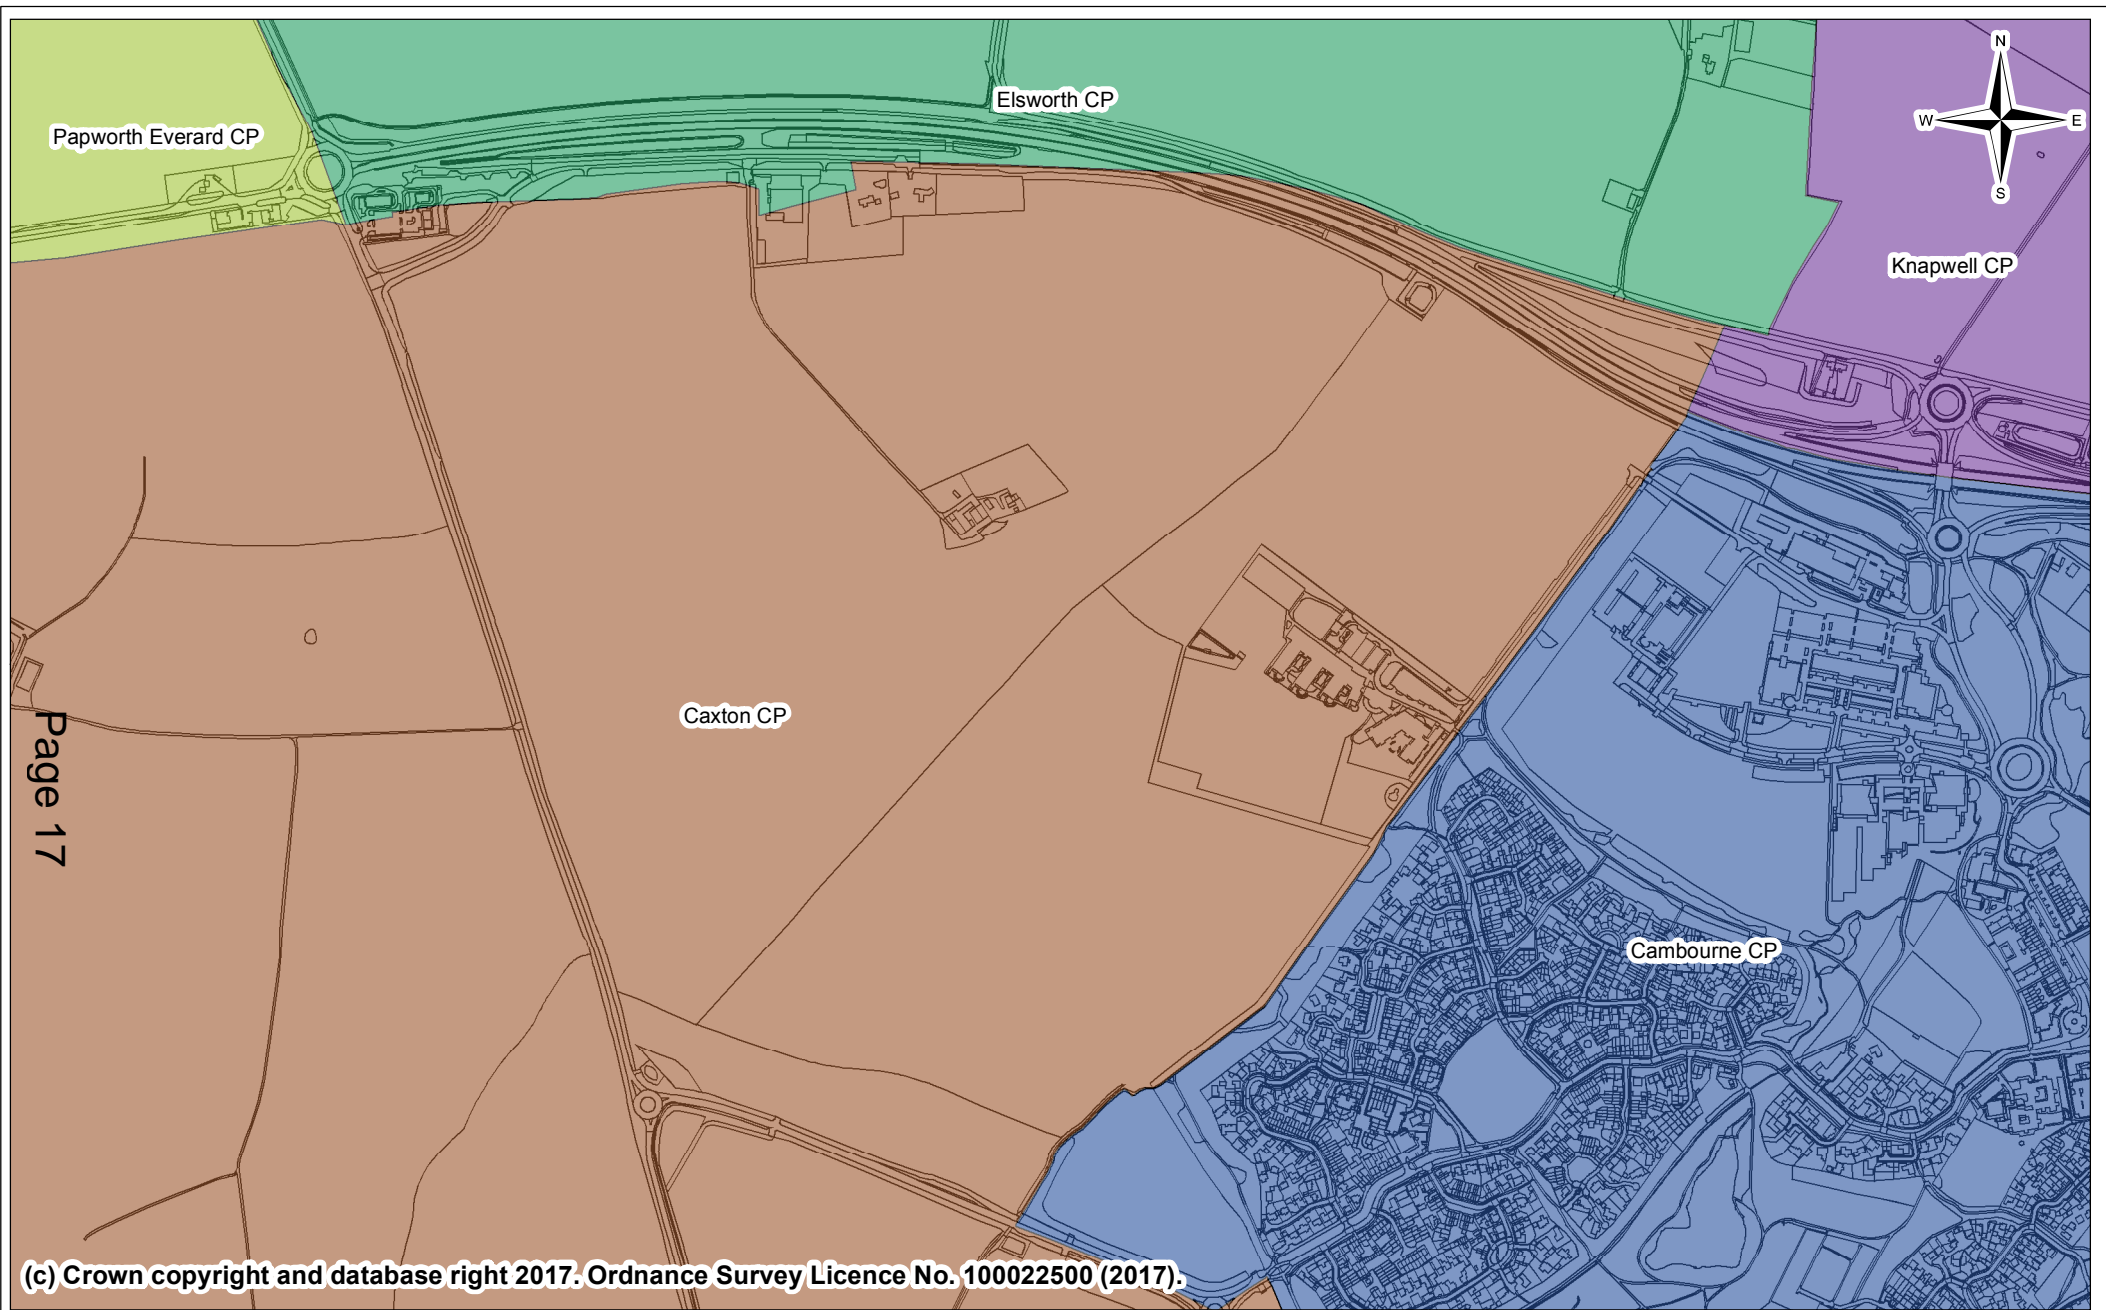 N
Elsworth CP
W
E
Papworth Everard CP
S
Knapwell CP
Caxton CP
Page 17
Cambourne CP
(c) Crown copyright and database right 2017. Ordnance Survey Licence No. 100022500 (2017).